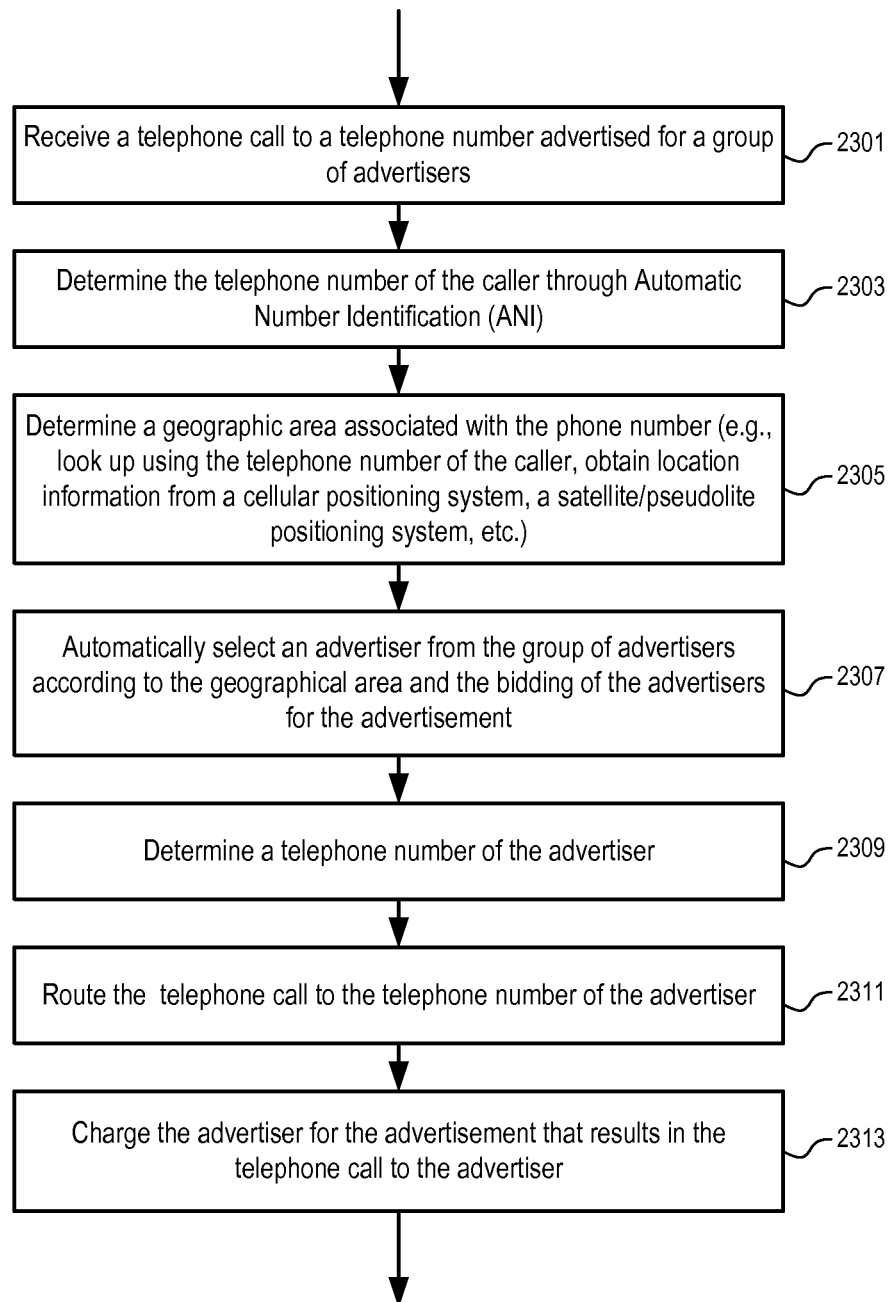 Receive a telephone call to a telephone number advertised for a group
of advertisers
2301
Determine the telephone number of the caller through Automatic
Number Identification (ANI)
2303
Determine a geographic area associated with the phone number (e.g.,
look up using the telephone number of the caller, obtain location
information from a cellular positioning system, a satellite/pseudolite
positioning system, etc.)
2305
Automatically select an advertiser from the group of advertisers
according to the geographical area and the bidding of the advertisers
for the advertisement
2307
Determine a telephone number of the advertiser
2309
Route the telephone call to the telephone number of the advertiser
2311
Charge the advertiser for the advertisement that results in the
telephone call to the advertiser
2313